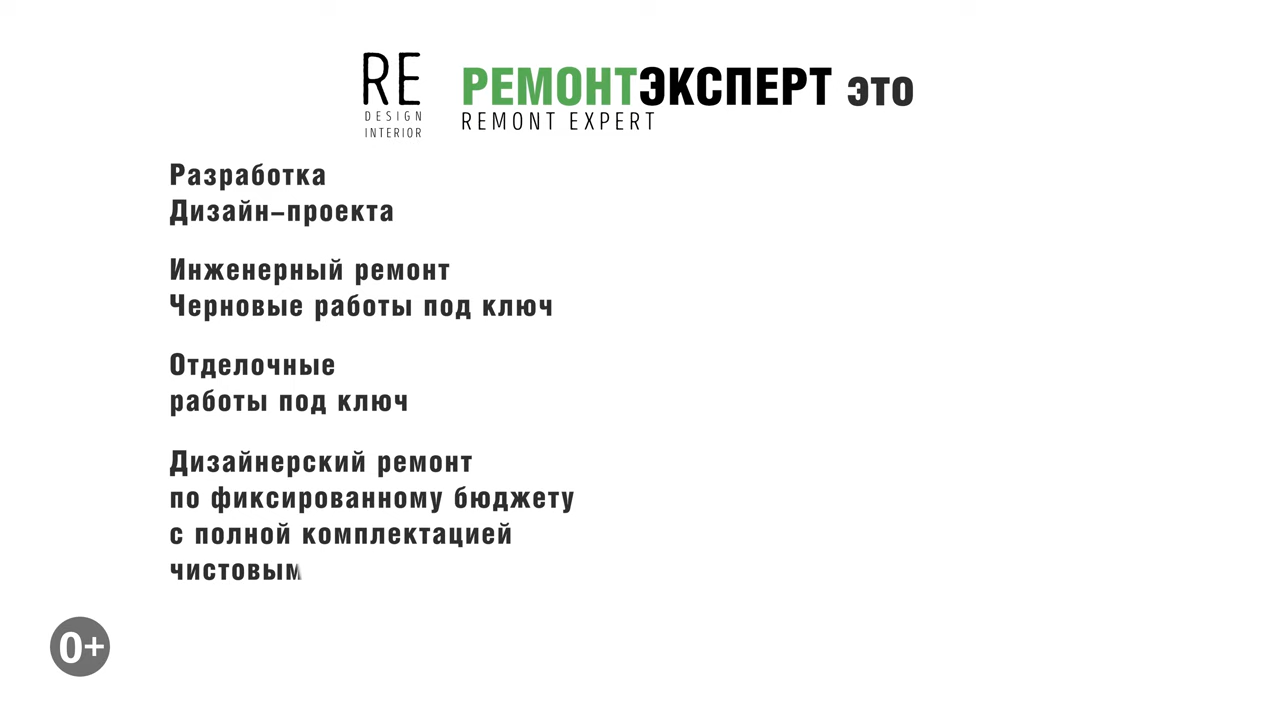 RE
DESIGN
INTERIOR
РЕМОНТЭКСПЕРТ это
REMONT EXPERT
Разработка
Дизайн-проекта
Инженерный ремонт
Черновые работы под ключ
Отделочные
работы под ключ
Дизайнерский ремонт
по фиксированному бюджету
с полной комплектацией
чистовым
0+